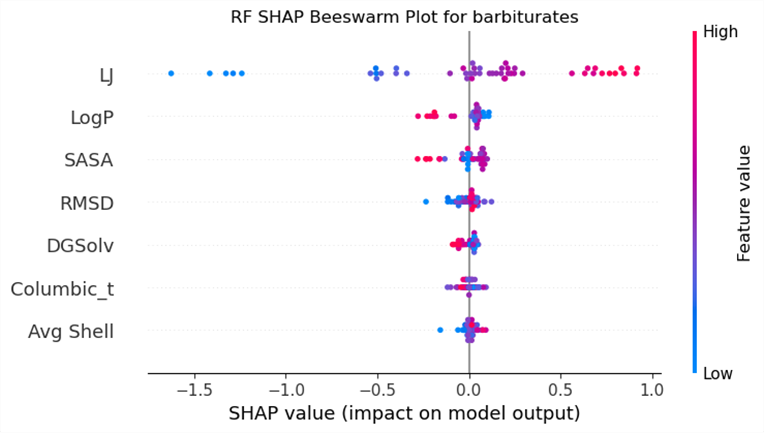 RF SHAP Beeswarm Plot for barbiturates
High
LJ
LogP
SASA
RMSD
DGSolv
Columbic_t
Avg Shell
Feature value
Low
−1.5 −1.0 −0.5 0.0 0.5 1.0
SHAP value (impact on model output)